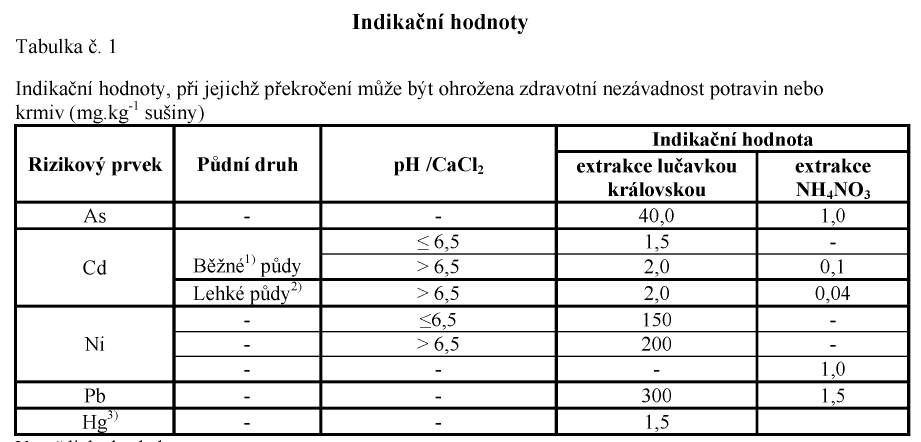 Indikační hodnoty
Tabulka č. 1
Indikační hodnoty, při jejichž překročení může být ohrožena zdravotní nezávadnost potravin nebo
krmiv (mg.kg-1 sušiny)
Rizikový prvek Půdní druh pH /CaCl2 Indikační hodnota
extrakce lučavkou královskou extrakce NH4NO3
As - - 40,0 1,0
Cd ≤ 6,5 1,5 -
Běžné1) půdy > 6,5 2,0 0,1
Lehké půdy2) > 6,5 2,0 0,04
Ni - ≤6,5 150 -
- > 6,5 200 -
- - - 1,0
Pb - - 300 1,5
Hg3) - - 1,5